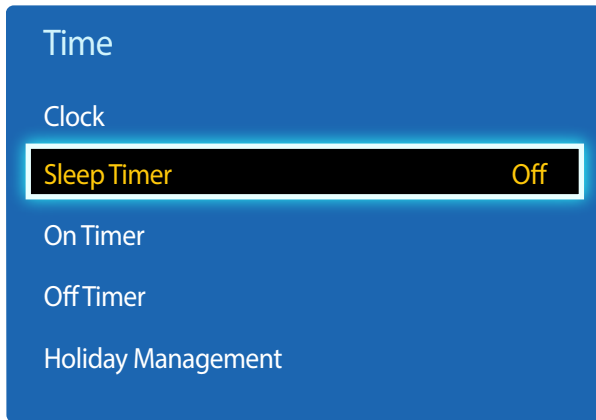 Time
Clock
Sleep Timer Off
On Timer
Off Timer
Holiday Management